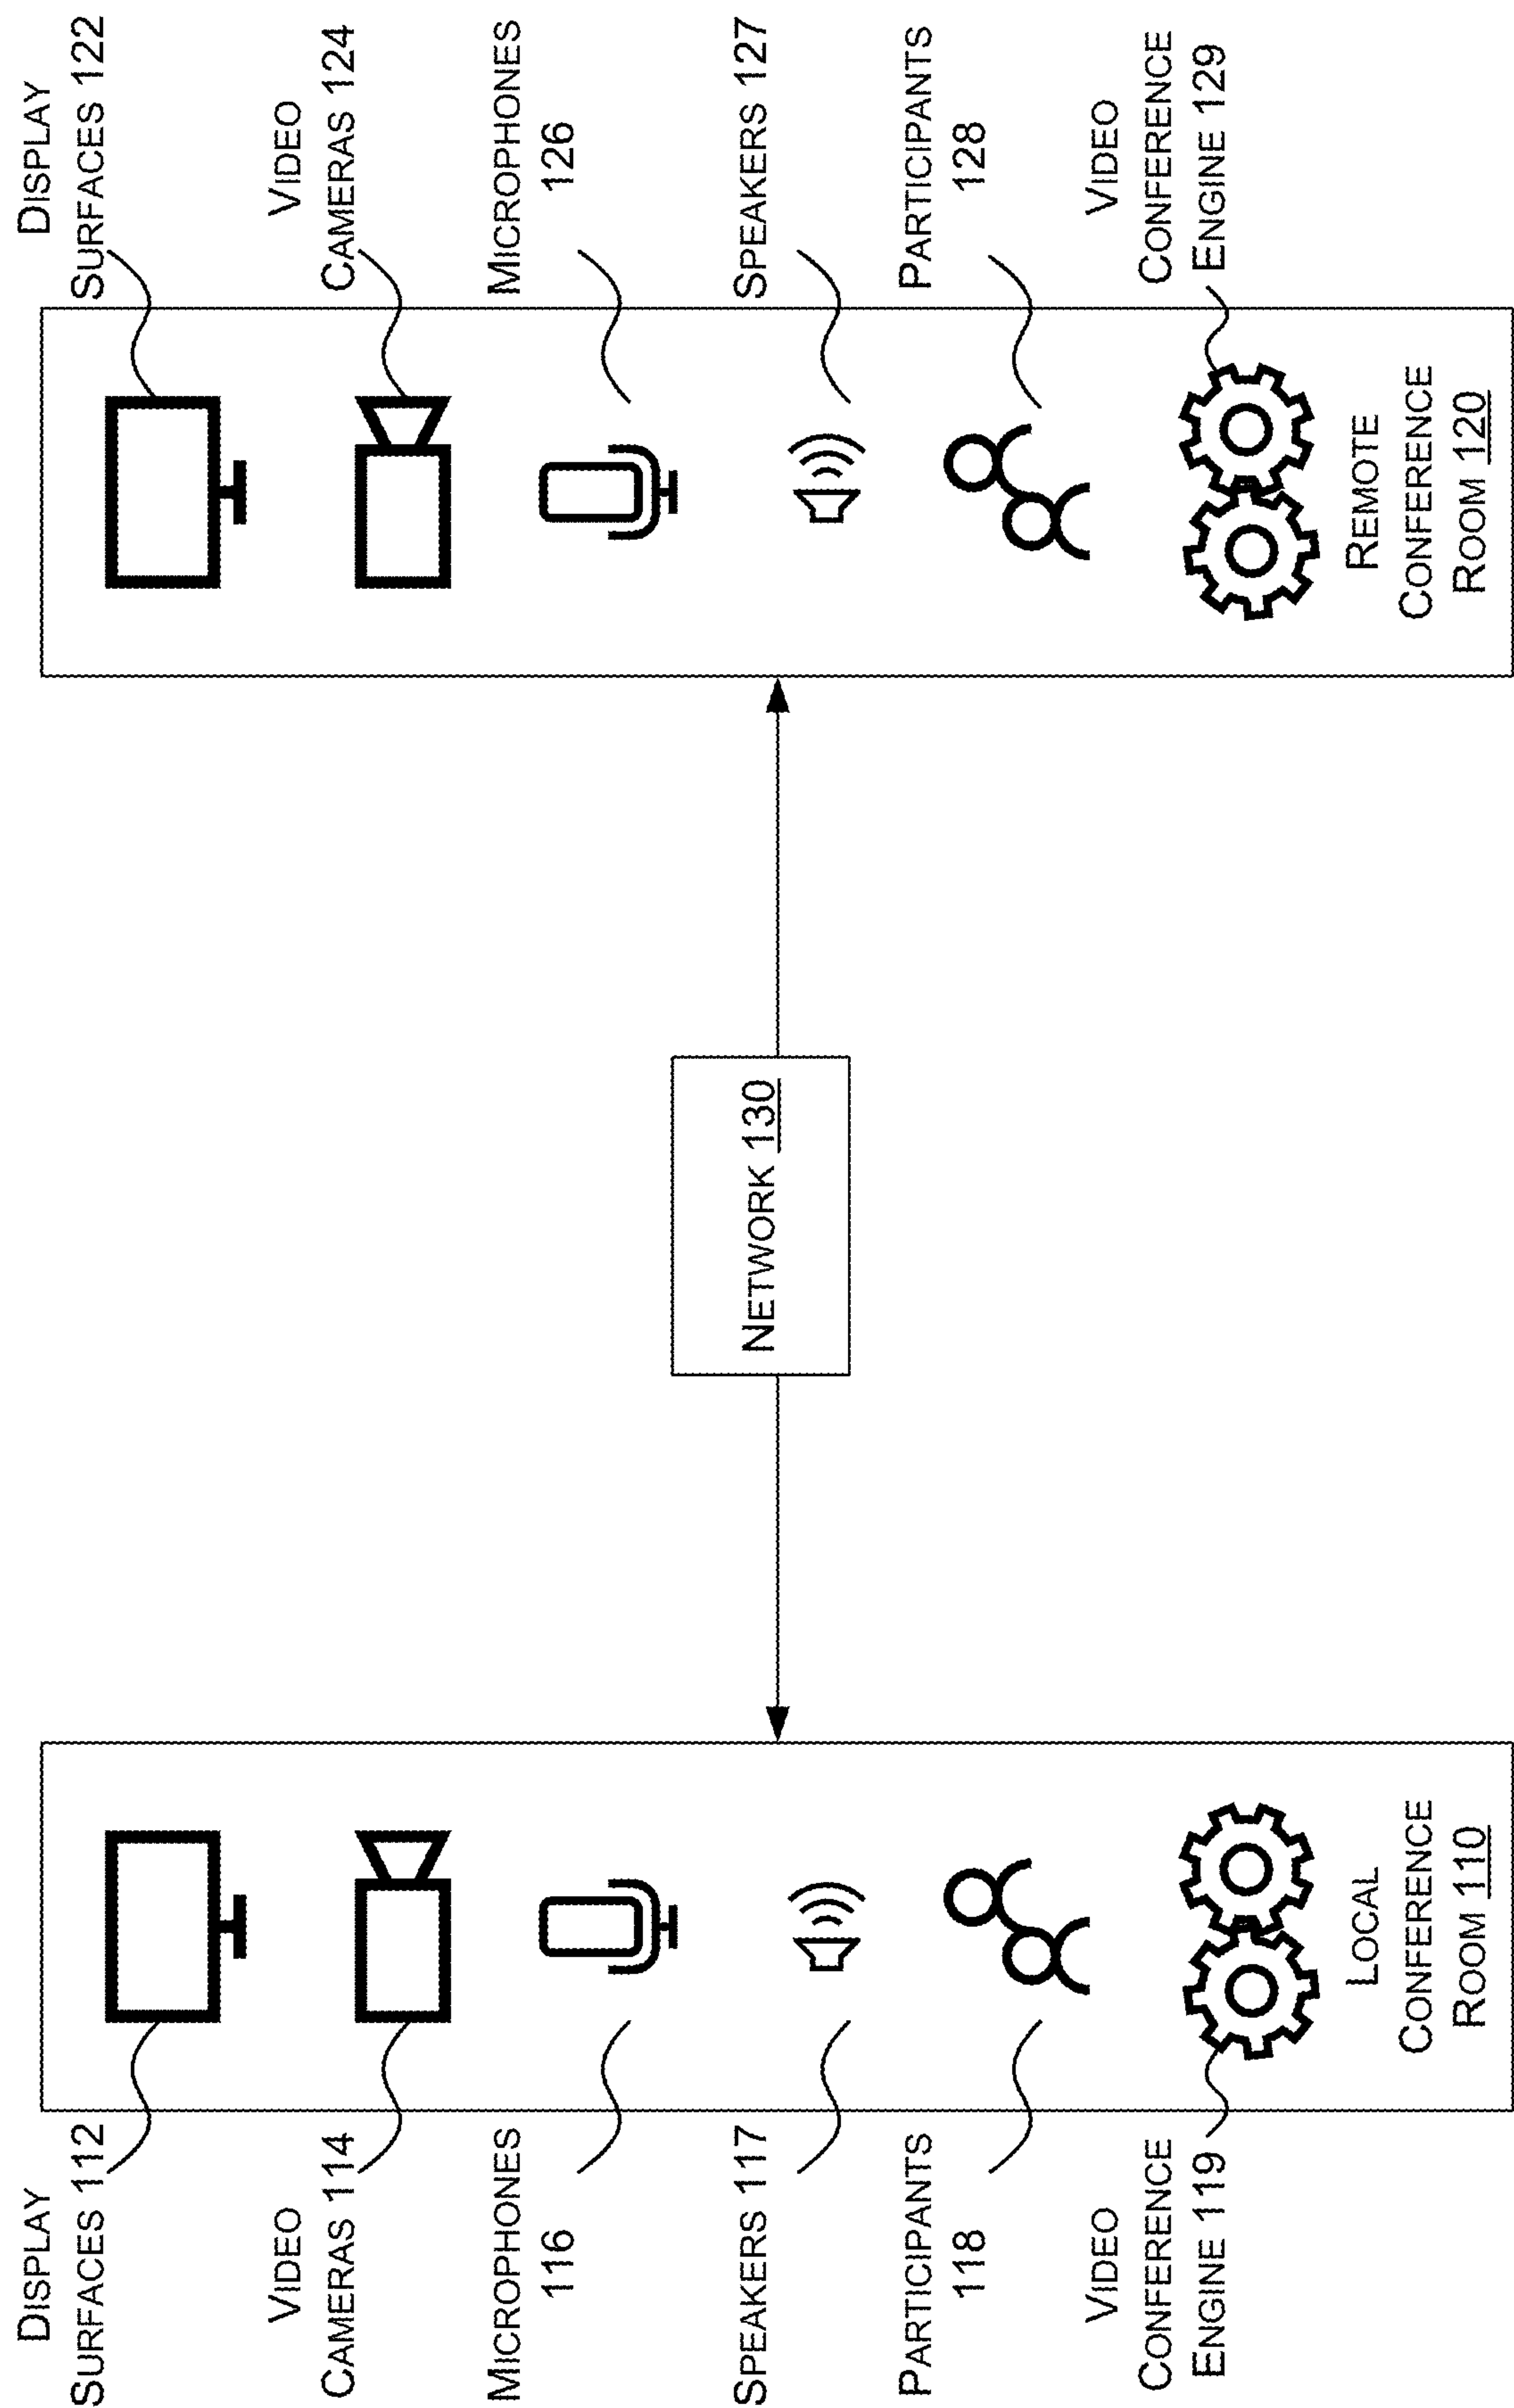 DISPLAY
SURFACES 112
VIDEO
CAMERAS 114
MICROPHONES
116
SPEAKERS 117
PARTICIPANTS
118
VIDEO
CONFERENCE
ENGINE 119
LOCAL
CONFERENCE
ROOM 110
NETWORK 130
DISPLAY
SURFACES 122
VIDEO
CAMERAS 124
MICROPHONES
126
SPEAKERS 127
PARTICIPANTS
128
VIDEO
CONFERENCE
ENGINE 129
REMOTE
CONFERENCE
ROOM 120